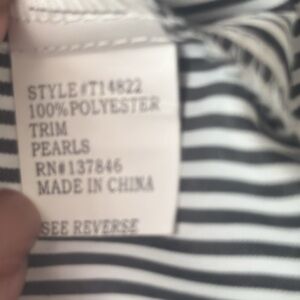 STYLE#T14822
100%POLYESTER
TRIM
PEARLS
RN#137846
MADE IN CHINA
SEE REVERSE